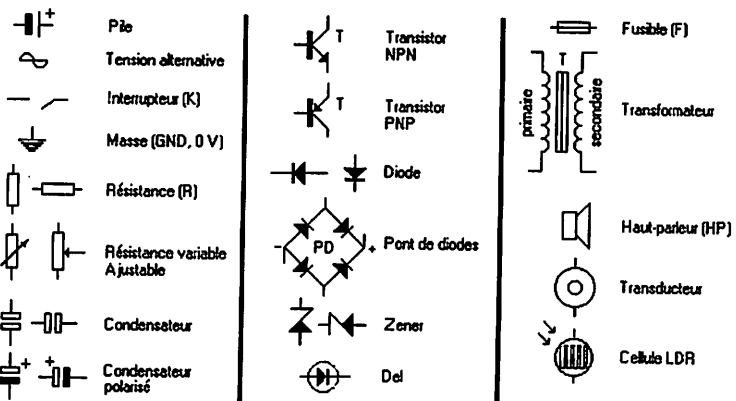 +
Pile
Tension alternative
Interrupteur (K)
Masse (GND, 0 V)
Résistance (R)
Résistance variable
Ajustable
Condensateur
+
+
Condensateur
polarisé
T
Transistor
NPN
T
Transistor
PNP
Diode
-
PD
+
Pont de diodes
Zener
Del
Fusible (F)
T
primaire
secondaire
Transformateur
Haut-parleur (HP)
Transducteur
Cellule LDR